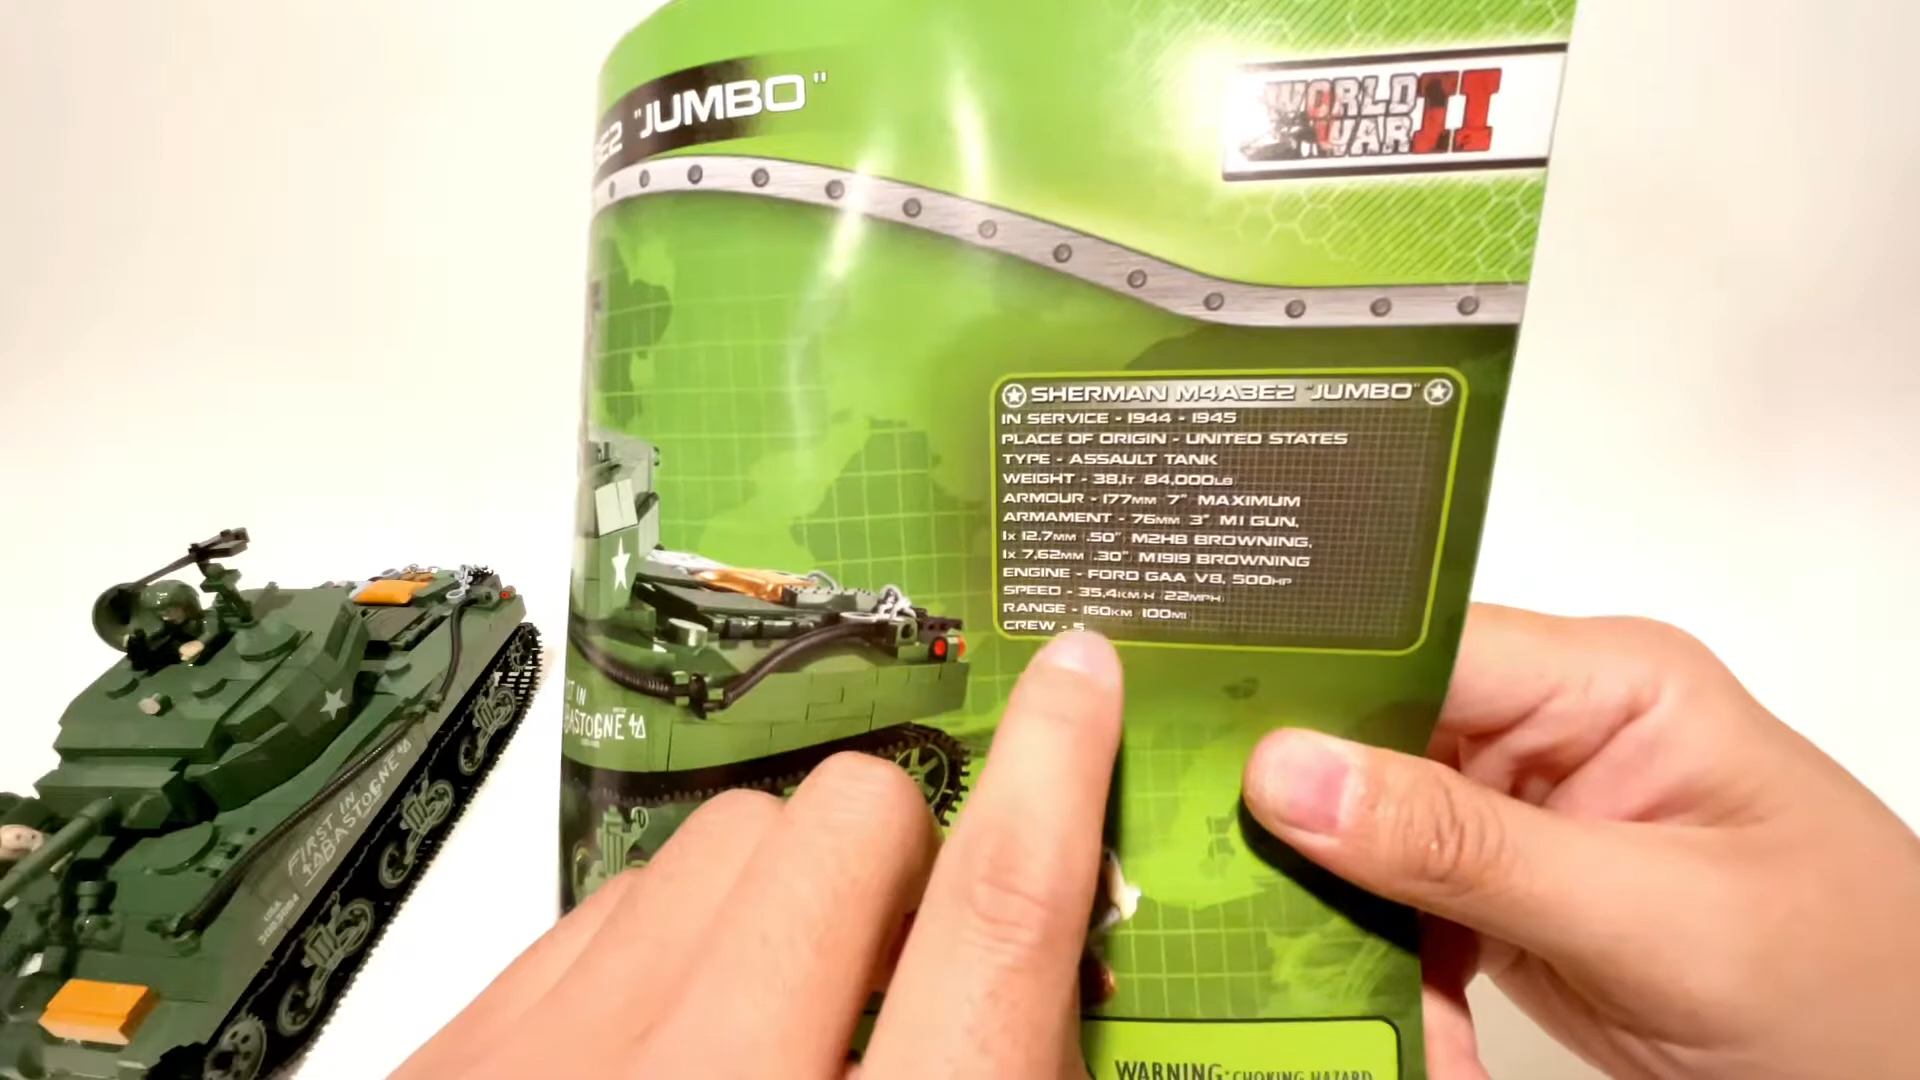 "JUMBO"
WORLD
WAR II
SHERMAN M4A3E2 "JUMBO"
IN SERVICE - 1944 - 1945
PLACE OF ORIGIN - UNITED STATES
TYPE - ASSAULT TANK
WEIGHT - 38,1T 84,000LB
ARMOUR - 177MM 7" MAXIMUM
ARMAMENT - 76MM 3" M1 GUN,
1X 12.7MM .50" M2HB BROWNING,
1X 7,62MM .30" M1919 BROWNING
ENGINE - FORD GAA V8, 500HP
SPEED - 35,4KM/H (22MPH)
RANGE - 160KM 100MI
CREW - 5
BASTOGNE
FIRST IN
BASTOGNE
USA
3083084
WARNING: CHOKING HAZARD